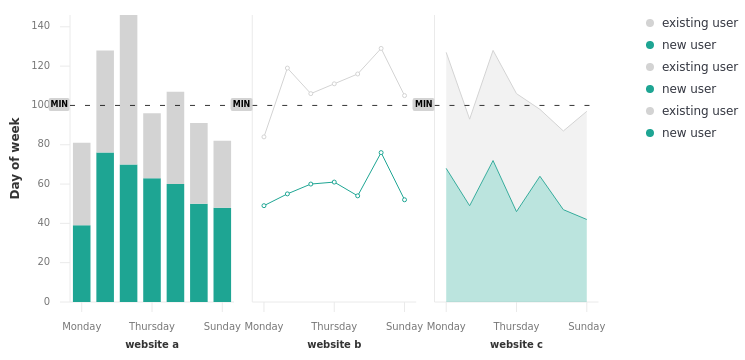 140
120
100
80
60
40
20
0
Day of week
MIN
MIN
MIN
Monday
Thursday
Sunday
Monday
Thursday
Sunday
Monday
Thursday
Sunday
website a
website b
website c
existing user
new user
existing user
new user
existing user
new user